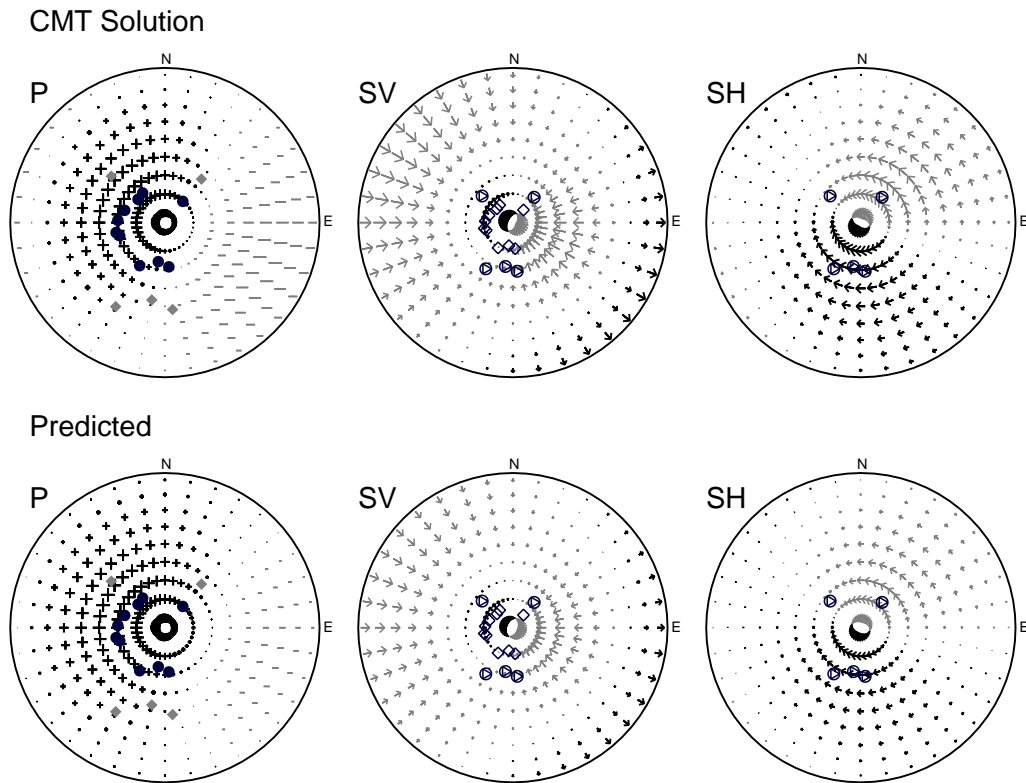 CMT Solution
N N N
P SV SH
E E E
Predicted
N N N
P SV SH
E E E